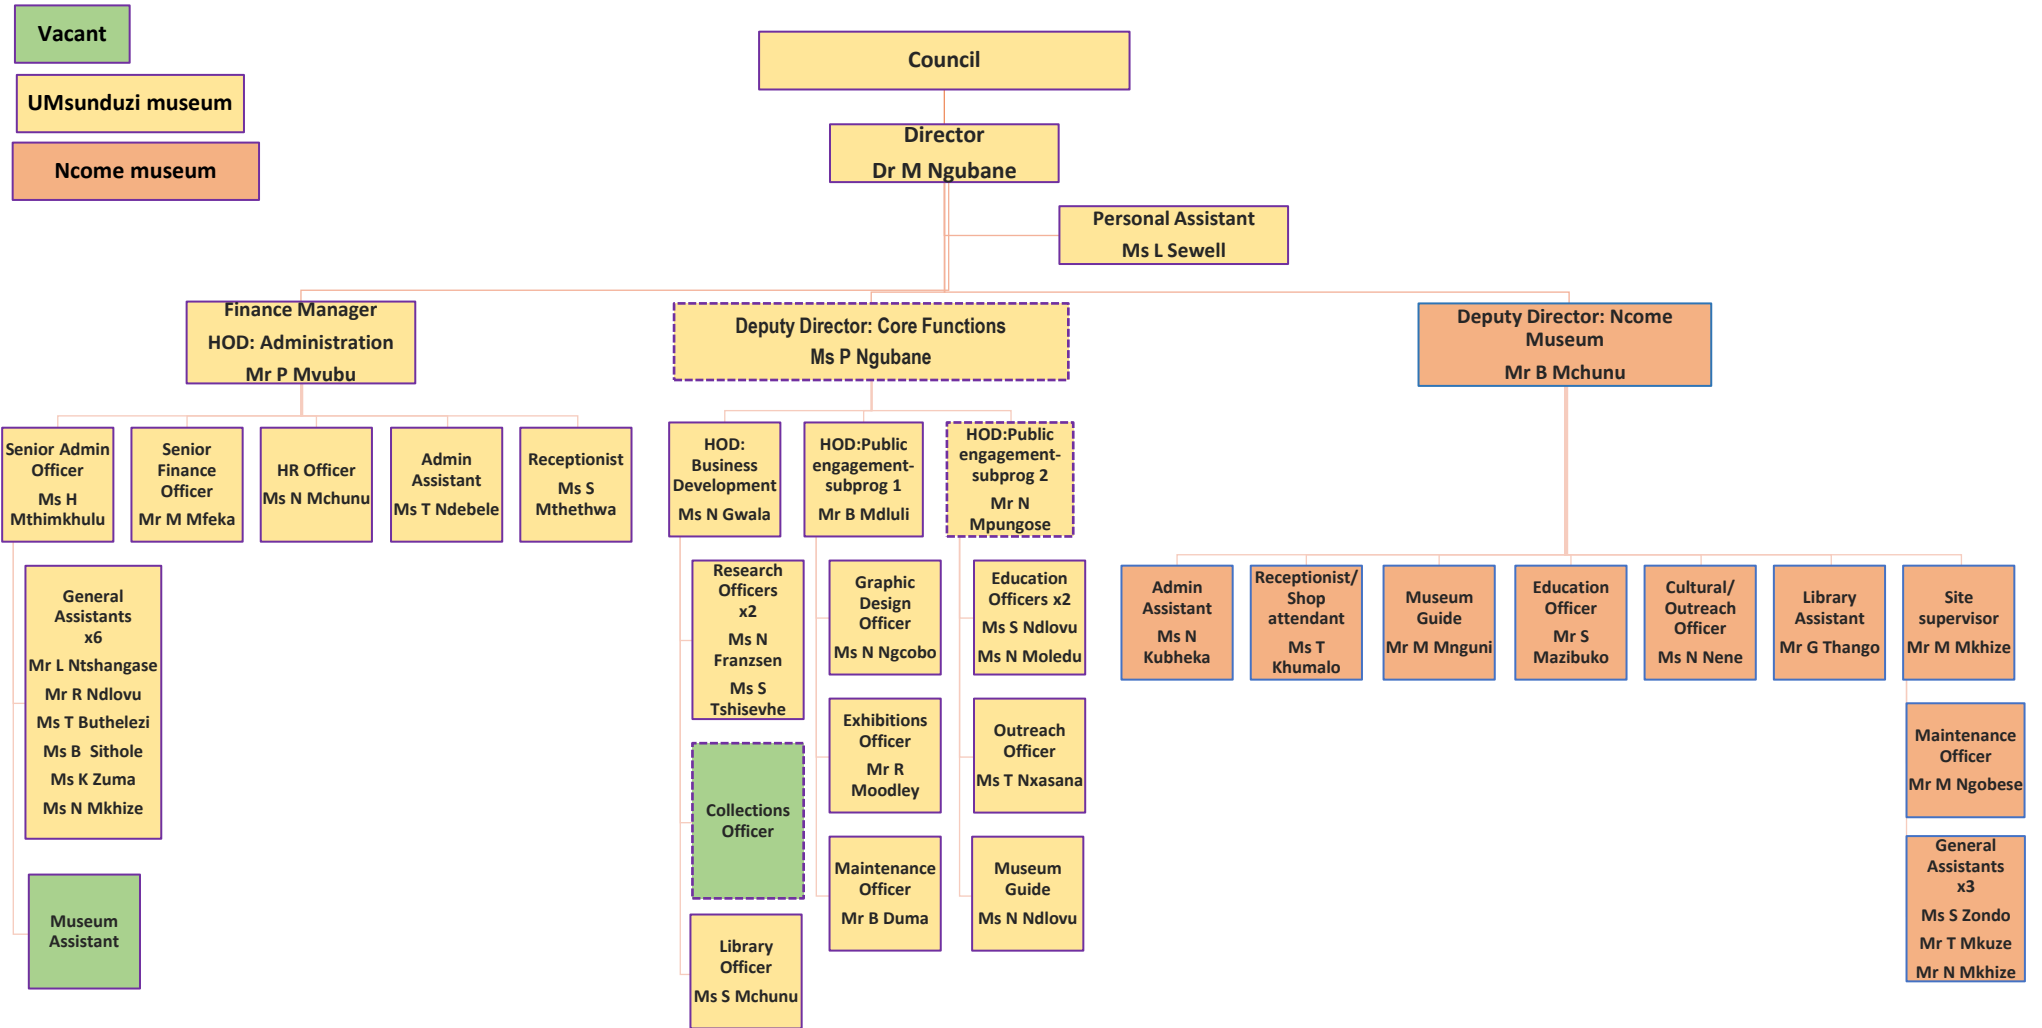 Vacant
UMsunduzi museum
Ncome museum
Council
Director
Dr M Ngubane
Personal Assistant
Ms L Sewell
Finance Manager
HOD: Administration
Mr P Mvubu
Deputy Director: Core Functions
Ms P Ngubane
Deputy Director: Ncome
Museum
Mr B Mchunu
Senior Admin
Officer
Ms H
Mthimkhulu
Senior
Finance
Officer
Mr M Mfeka
HR Officer
Ms N Mchunu
Admin
Assistant
Ms T Ndebele
Receptionist
Ms S
Mthethwa
General
Assistants
x6
Mr L Ntshangase
Mr R Ndlovu
Ms T Buthelezi
Ms B  Sithole
Ms K Zuma
Ms N Mkhize
Museum
Assistant
HOD:
Business
Development
Ms N Gwala
HOD:Public
engagement-
subprog 1
Mr B Mdluli
HOD:Public
engagement-
subprog 2
Mr N
Mpungose
Research
Officers
x2
Ms N
Franzsen
Ms S
Tshisevhe
Collections
Officer
Library
Officer
Ms S Mchunu
Graphic
Design
Officer
Ms N Ngcobo
Exhibitions
Officer
Mr R
Moodley
Maintenance
Officer
Mr B Duma
Education
Officers x2
Ms S Ndlovu
Ms N Moledu
Outreach
Officer
Ms T Nxasana
Museum
Guide
Ms N Ndlovu
Admin
Assistant
Ms N
Kubheka
Receptionist/
Shop
attendant
Ms T
Khumalo
Museum
Guide
Mr M Mnguni
Education
Officer
Mr S
Mazibuko
Cultural/
Outreach
Officer
Ms N Nene
Library
Assistant
Mr G Thango
Site
supervisor
Mr M Mkhize
Maintenance
Officer
Mr M Ngobese
General
Assistants
x3
Ms S Zondo
Mr T Mkuze
Mr N Mkhize